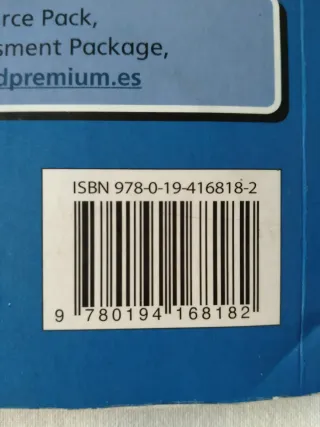 rce Pack,
sment Package,
dpremium.es
ISBN 978-0-19-416818-2
9 780194 168182